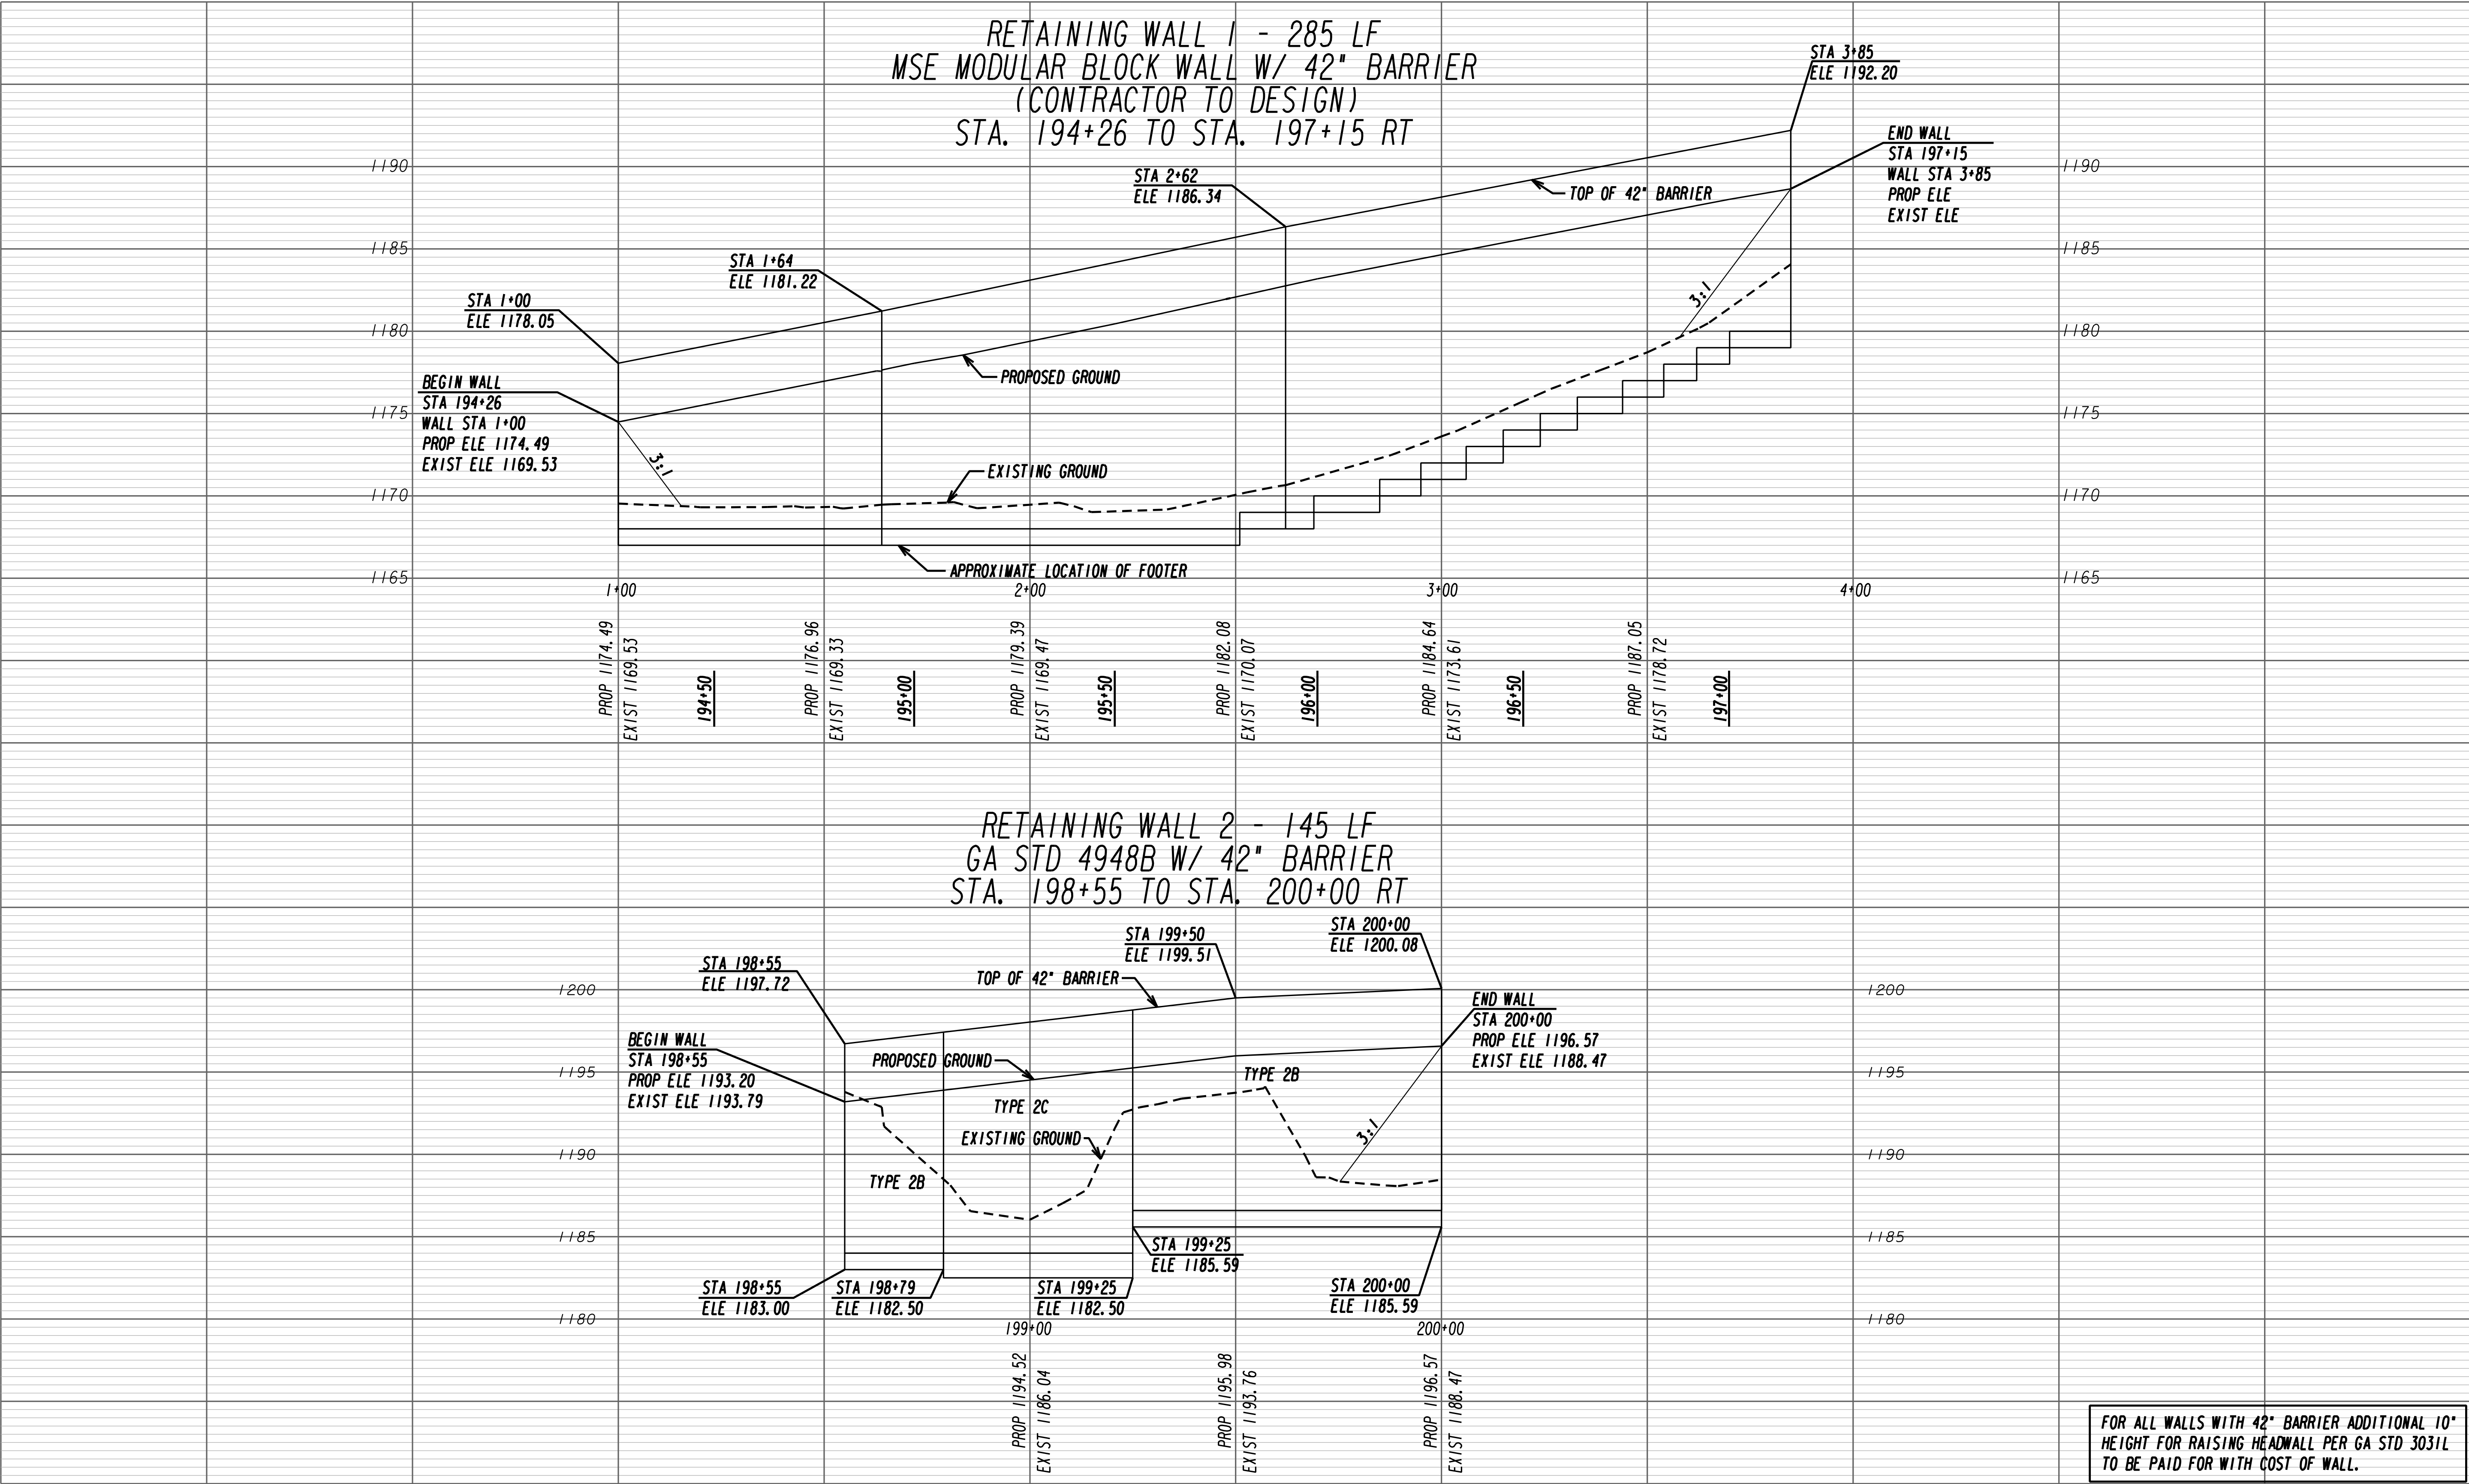 RETAINING WALL 1 - 285 LF
MSE MODULAR BLOCK WALL W/ 42" BARRIER
(CONTRACTOR TO DESIGN)
STA. 194+26 TO STA. 197+15 RT
STA 3+85
ELE 1192.20
END WALL
STA 197+15
WALL STA 3+85
PROP ELE
EXIST ELE
1190
1190
STA 2+62
ELE 1186.34
TOP OF 42" BARRIER
1185
1185
STA 1+64
ELE 1181.22
STA 1+00
ELE 1178.05
3:1
1180
1180
BEGIN WALL
STA 194+26
WALL STA 1+00
PROP ELE 1174.49
EXIST ELE 1169.53
PROPOSED GROUND
1175
1175
3:1
EXISTING GROUND
1170
1170
APPROXIMATE LOCATION OF FOOTER
1165
1165
1+00
2+00
3+00
4+00
PROP 1174.49
EXIST 1169.53
194+50
PROP 1176.96
EXIST 1169.33
195+00
PROP 1179.39
EXIST 1169.47
195+50
PROP 1182.08
EXIST 1170.07
196+00
PROP 1184.64
EXIST 1173.61
196+50
PROP 1187.05
EXIST 1178.72
197+00
RETAINING WALL 2 - 145 LF
GA STD 4948B W/ 42" BARRIER
STA. 198+55 TO STA. 200+00 RT
STA 198+55
ELE 1197.72
TOP OF 42" BARRIER
STA 199+50
ELE 1199.51
STA 200+00
ELE 1200.08
1200
1200
END WALL
STA 200+00
PROP ELE 1196.57
EXIST ELE 1188.47
BEGIN WALL
STA 198+55
PROP ELE 1193.20
EXIST ELE 1193.79
PROPOSED GROUND
1195
1195
TYPE 2B
TYPE 2C
EXISTING GROUND
3:1
1190
1190
TYPE 2B
1185
1185
STA 199+25
ELE 1185.59
STA 198+55
ELE 1183.00
STA 198+79
ELE 1182.50
STA 199+25
ELE 1182.50
STA 200+00
ELE 1185.59
1180
1180
199+00
200+00
PROP 1194.52
EXIST 1186.04
PROP 1195.98
EXIST 1193.76
PROP 1196.57
EXIST 1188.47
FOR ALL WALLS WITH 42" BARRIER ADDITIONAL 10"
HEIGHT FOR RAISING HEADWALL PER GA STD 3031L
TO BE PAID FOR WITH COST OF WALL.